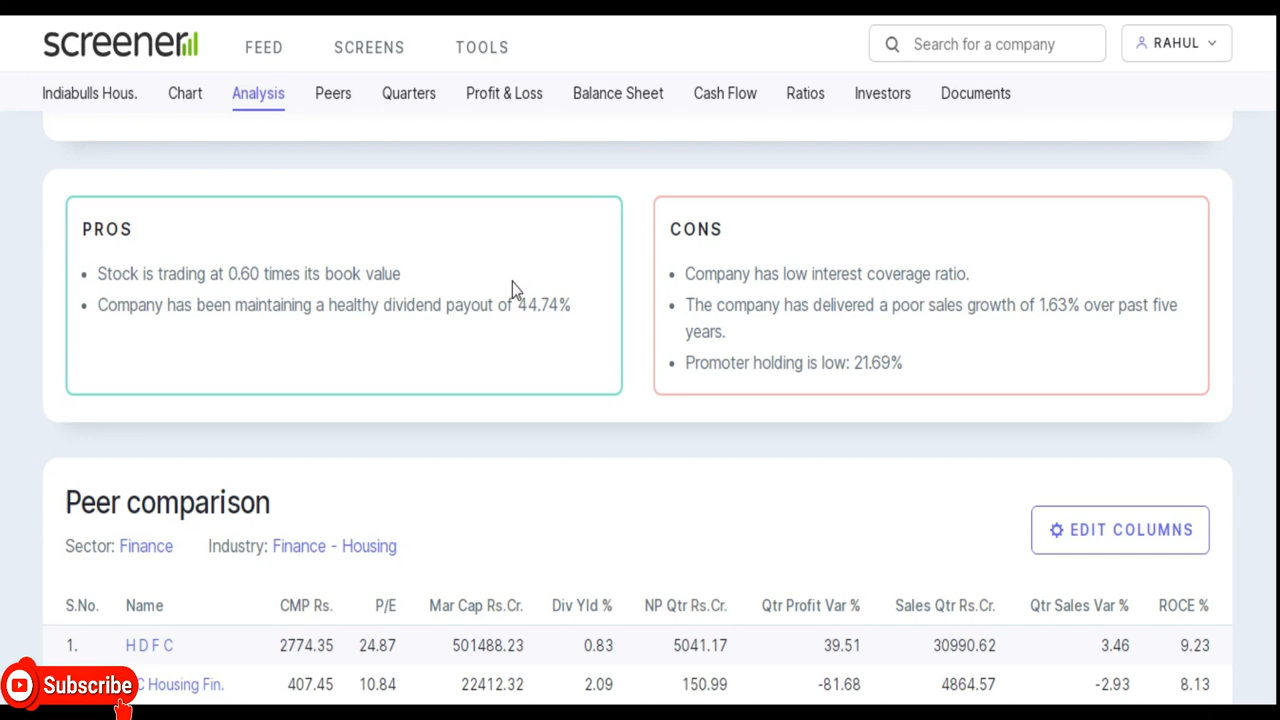 screener FEED SCREENS TOOLS Search for a company RAHUL
Indiabulls Hous. Chart Analysis Peers Quarters Profit & Loss Balance Sheet Cash Flow Ratios Investors Documents
PROS
Stock is trading at 0.60 times its book value
Company has been maintaining a healthy dividend payout of 44.74%
CONS
Company has low interest coverage ratio.
The company has delivered a poor sales growth of 1.63% over past five
years.
Promoter holding is low: 21.69%
Peer comparison
Sector: Finance Industry: Finance - Housing
EDIT COLUMNS
S.No. Name CMP Rs. P/E Mar Cap Rs.Cr. Div Yld % NP Qtr Rs.Cr. Qtr Profit Var % Sales Qtr Rs.Cr. Qtr Sales Var % ROCE %
1. H D F C 2774.35 24.87 501488.23 0.83 5041.17 39.51 30990.62 3.46 9.23
C Housing Fin. 407.45 10.84 22412.32 2.09 150.99 -81.68 4864.57 -2.93 8.13
Subscribe